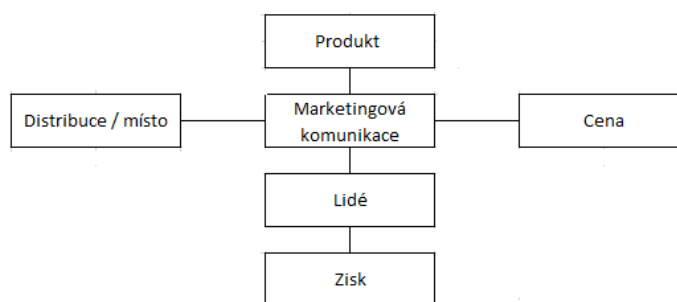 Produkt
Distribuce / místo
Marketingová
komunikace
Cena
Lidé
Zisk